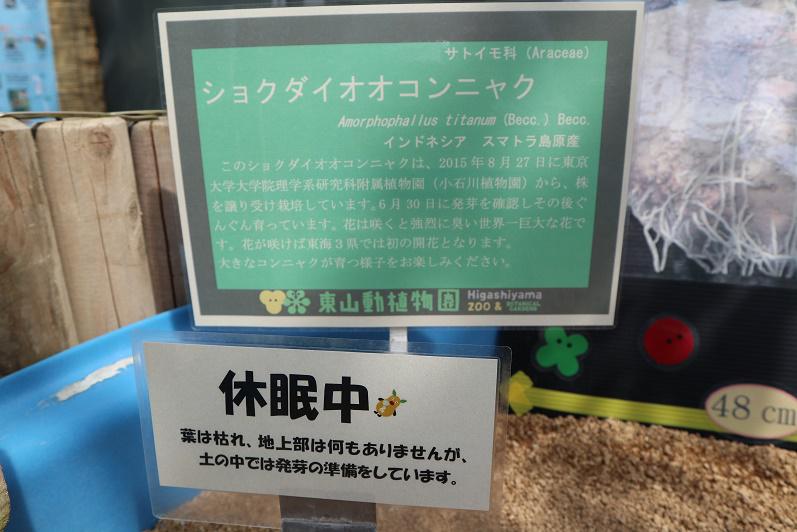 サトイモ科 (Araceae)
ショクダイオオコンニャク
Amorphophallus titanum (Becc.) Becc.
インドネシア　スマトラ島原産
このショクダイオオコンニャクは、2015年8月27日に東京
大学大学院理学系研究科附属植物園（小石川植物園）から、株
を譲り受け栽培しています。6月30日に発芽を確認しその後ぐ
んぐん育っています。花は咲くと強烈に臭い世界一巨大な花で
す。花が咲けば東海3県では初の開花となります。
大きなコンニャクが育つ様子をお楽しみください。
東山動植物園 Higashiyama
ZOO & BOTANICAL
GARDENS
休眠中
葉は枯れ、地上部は何もありませんが、
土の中では発芽の準備をしています。
48 cm